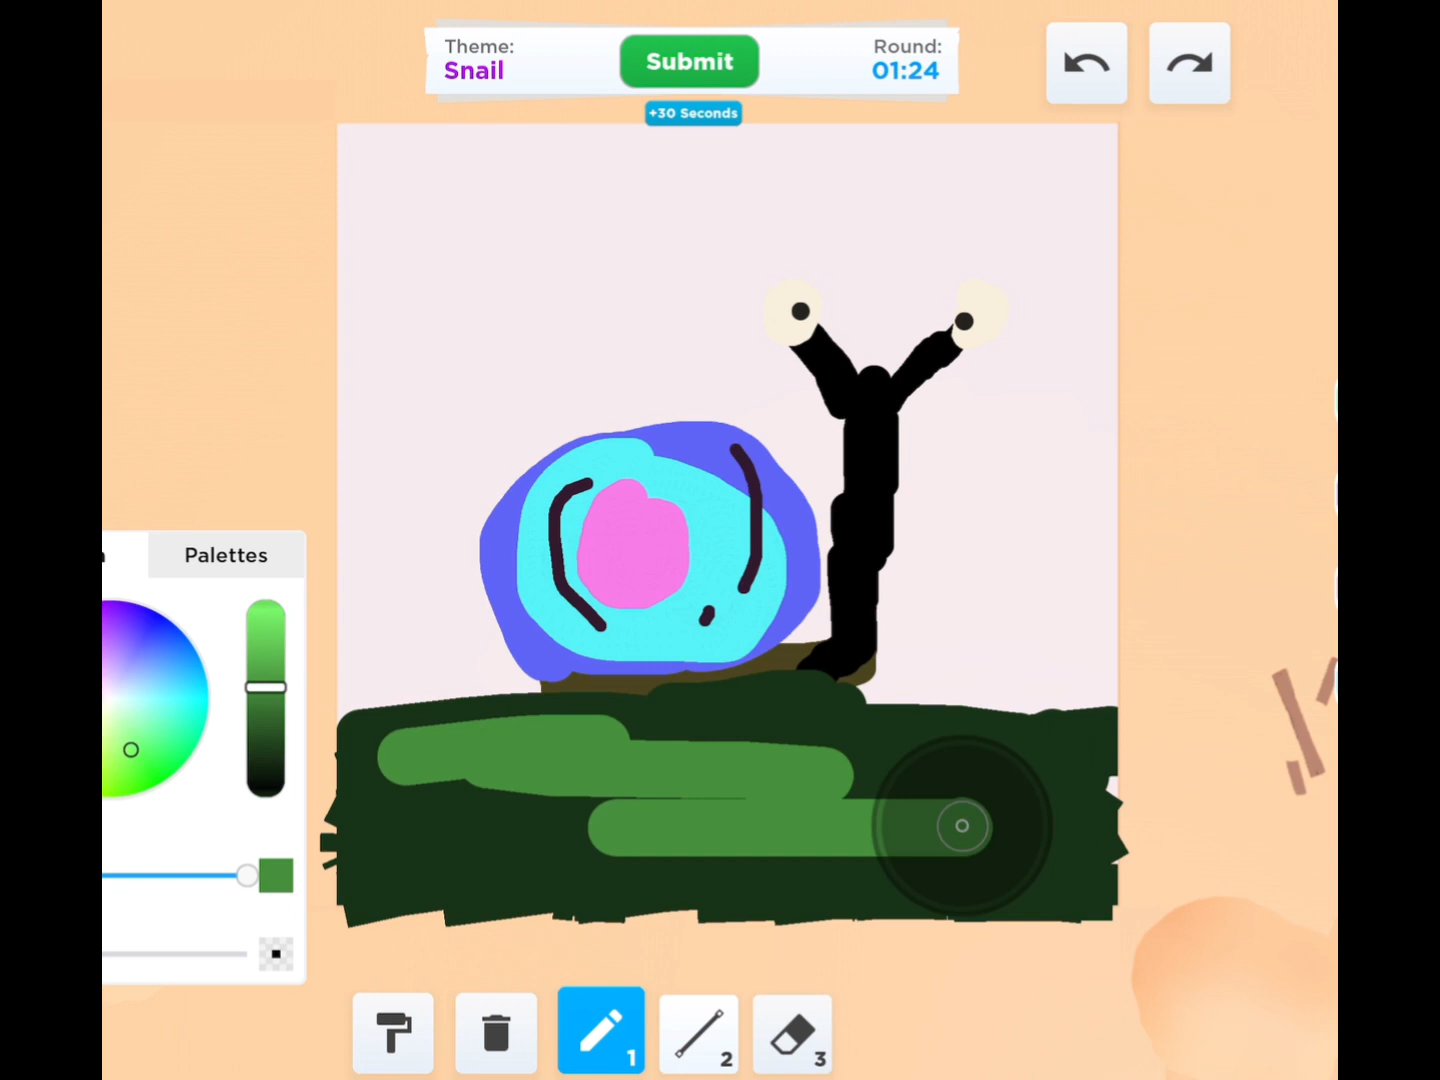 Theme:
Snail
Submit
Round:
01:24
+30 Seconds
Palettes
1
2
3